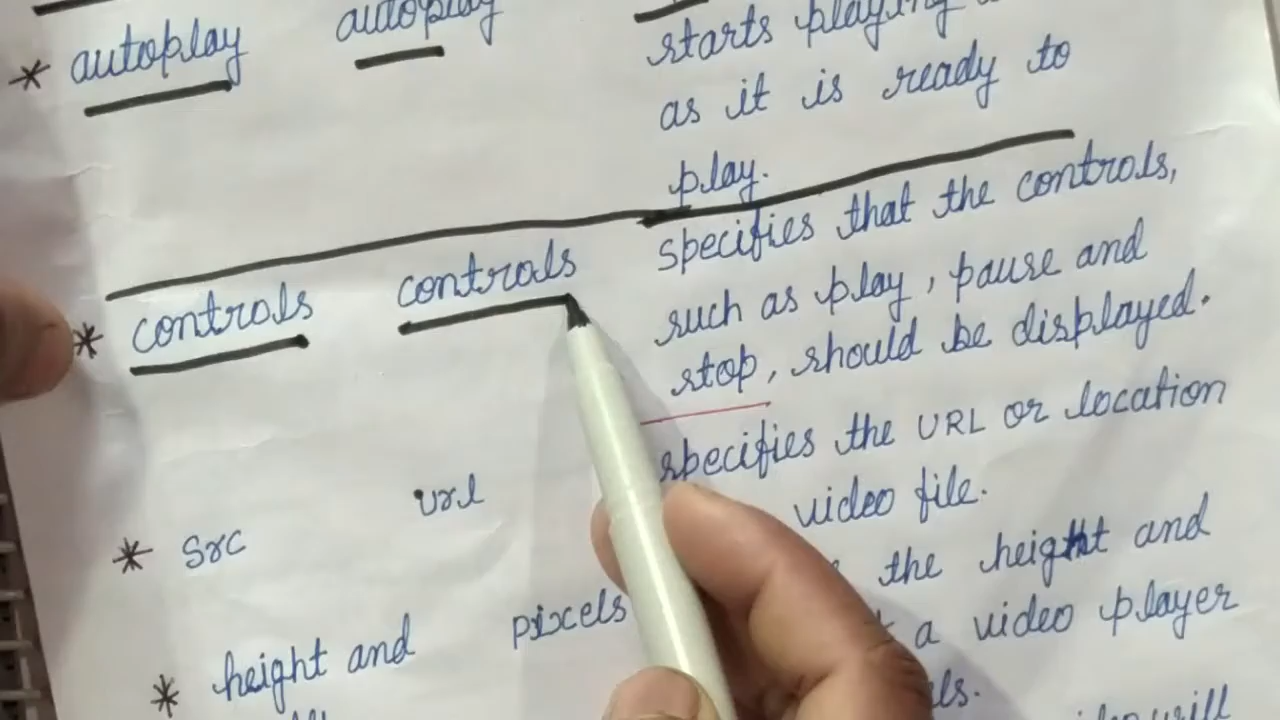 * autoplay autoplay starts playing
as it is ready to
play.
* controls controls specifies that the controls,
such as play, pause and
stop, should be displayed.
* src url specifies the URL or location
video file.
* height and pixels the height and
a video player
video will